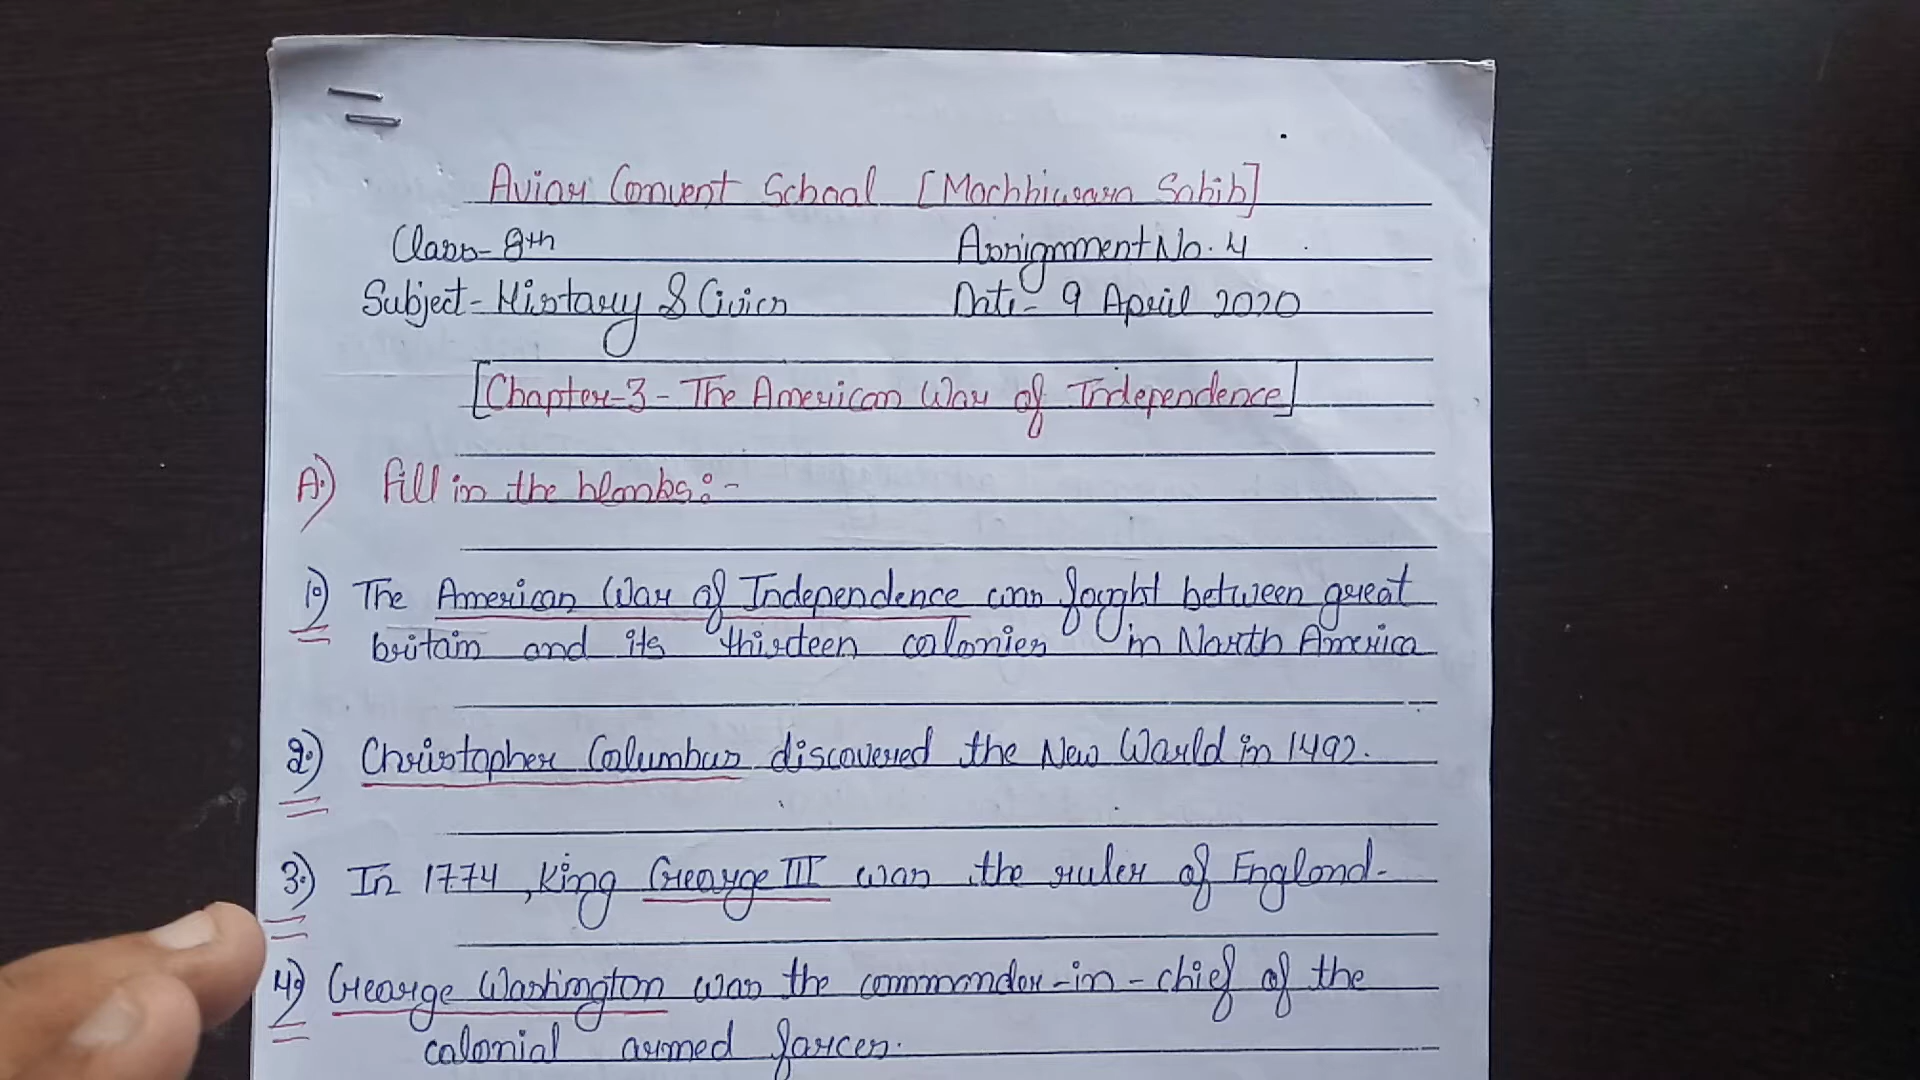 Avior Convent School [Machhiwara Sahib]
Class- 8th Assignment No. 4
Subject- History & Civics Date- 9 April 2020
[Chapter-3 - The American War of Independence]
A.) Fill in the blanks:-
1.) The American War of Independence was fought between great
britain and its thirteen colonies in North America
2.) Christopher Columbus discovered the New World in 1492.
3.) In 1774, King George III was the ruler of England.
4.) George Washington was the commander-in-chief of the
colonial armed forces.